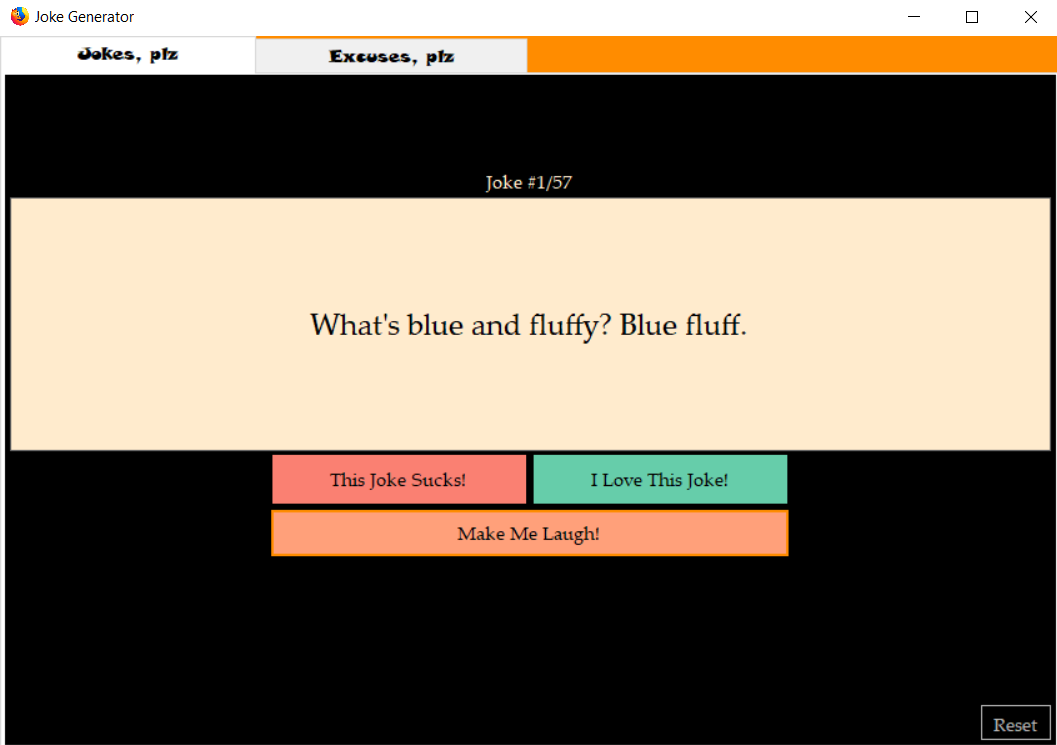 Joke Generator
Jokes, plz
Excuses, plz
Joke #1/57
What's blue and fluffy? Blue fluff.
This Joke Sucks!
I Love This Joke!
Make Me Laugh!
Reset